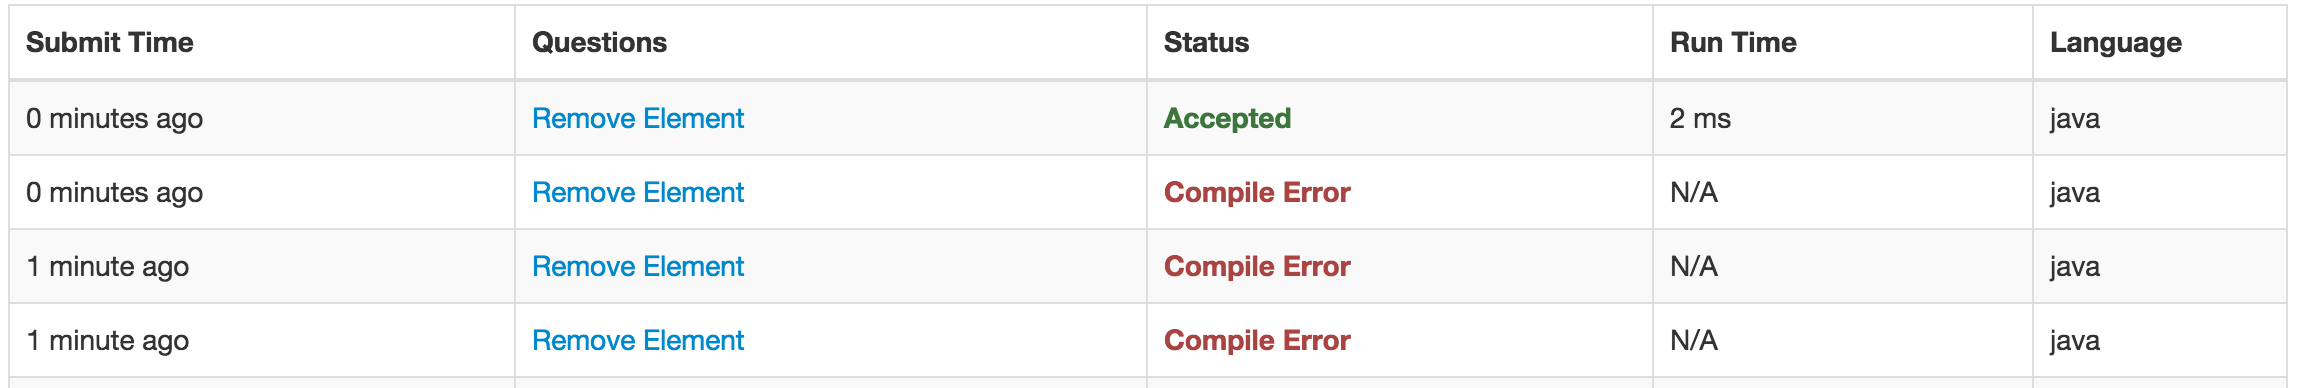 Submit Time Questions Status Run Time Language
0 minutes ago Remove Element Accepted 2 ms java
0 minutes ago Remove Element Compile Error N/A java
1 minute ago Remove Element Compile Error N/A java
1 minute ago Remove Element Compile Error N/A java